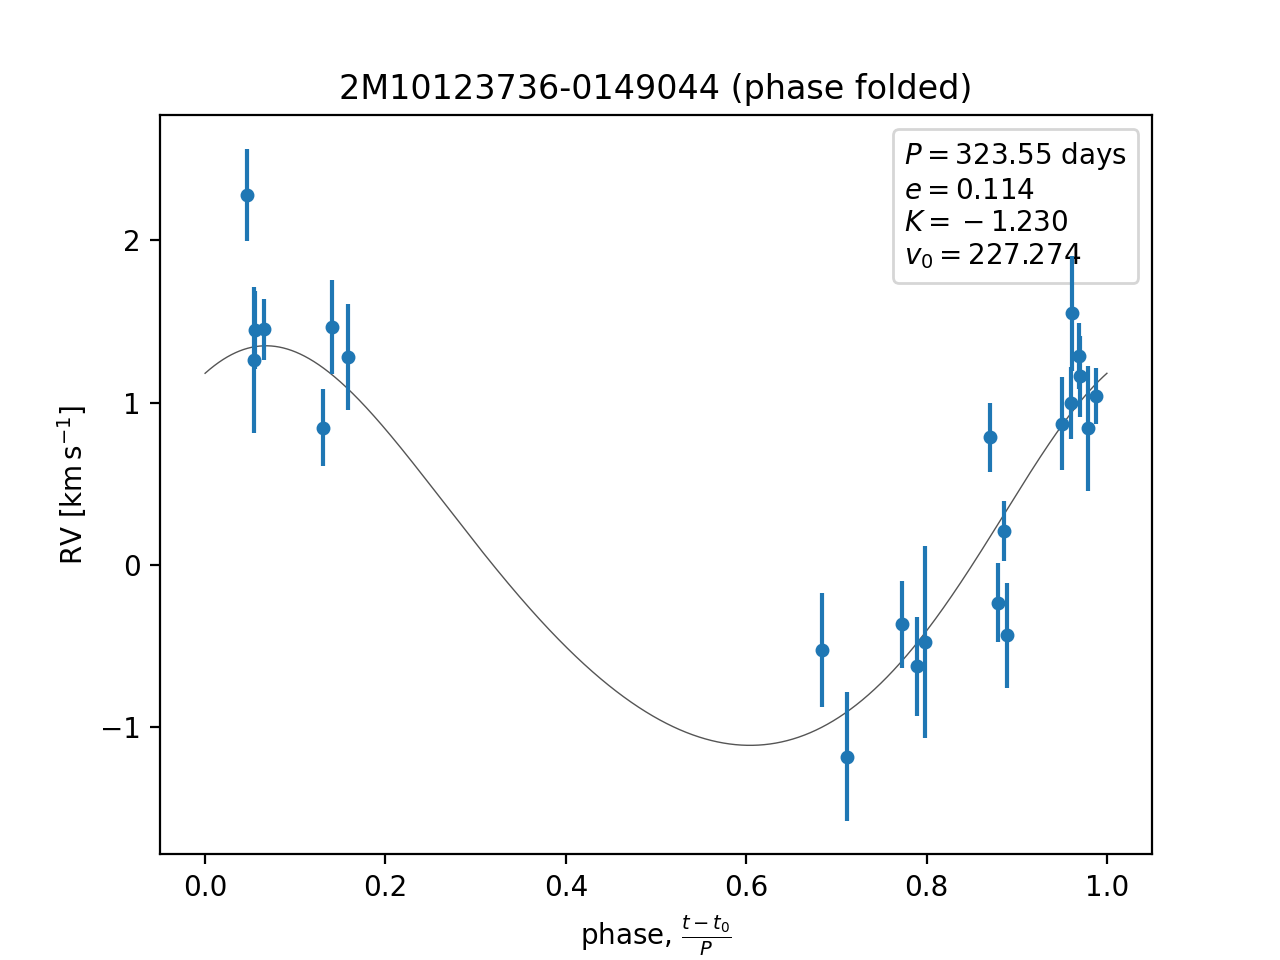 2M10123736-0149044 (phase folded)
P = 323.55 days
e = 0.114
K = −1.230
v₀ = 227.274
RV [km s⁻¹]
2
1
0
−1
0.0 0.2 0.4 0.6 0.8 1.0
phase, (t − t₀)/P